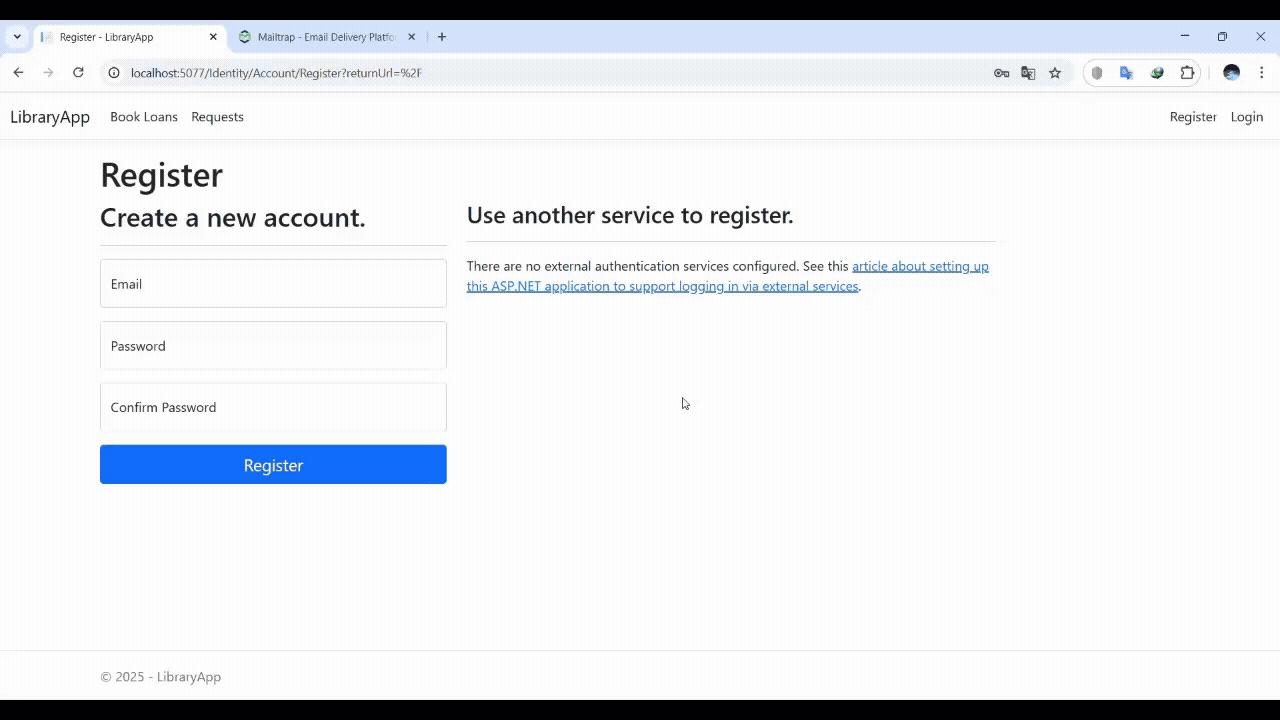 Register - LibraryApp
Mailtrap - Email Delivery Platfo
localhost:5077/Identity/Account/Register?returnUrl=%2F
LibraryApp Book Loans Requests Register Login
Register
Create a new account.
Email
Password
Confirm Password
Register
Use another service to register.
There are no external authentication services configured. See this article about setting up
this ASP.NET application to support logging in via external services.
© 2025 - LibraryApp